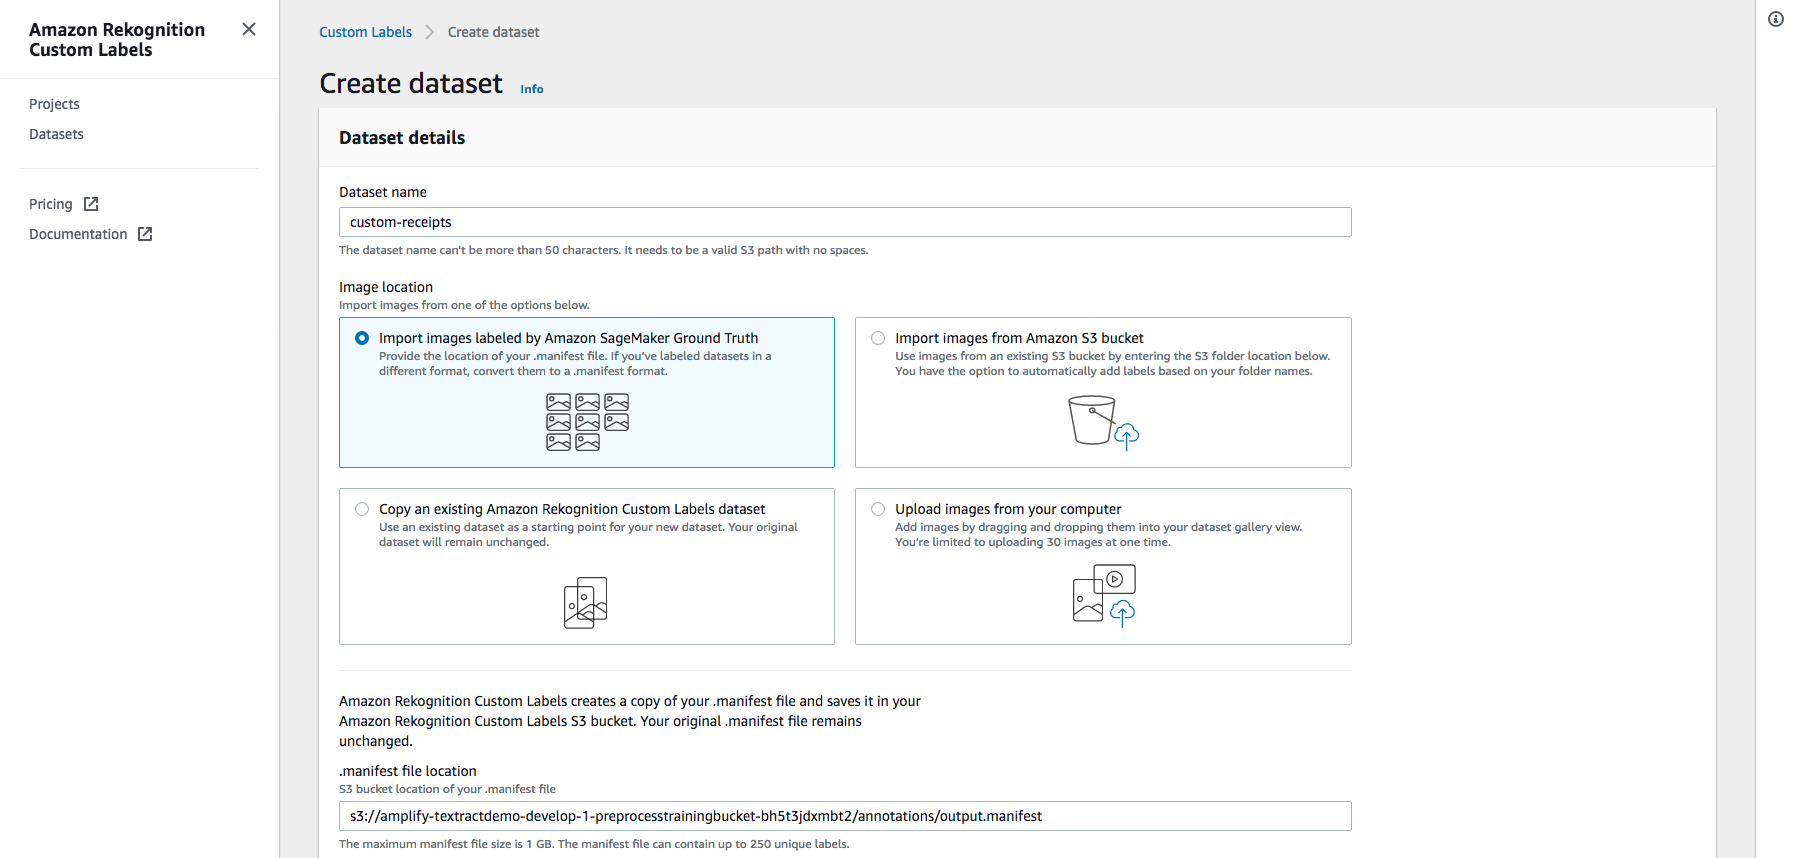 Amazon Rekognition
Custom Labels
Projects
Datasets
Pricing
Documentation
Custom Labels
Create dataset
Create dataset
Info
Dataset details
Dataset name
custom-receipts
The dataset name can't be more than 50 characters. It needs to be a valid S3 path with no spaces.
Image location
Import images from one of the options below.
Import images labeled by Amazon SageMaker Ground Truth
Provide the location of your .manifest file. If you've labeled datasets in a
different format, convert them to a .manifest format.
Import images from Amazon S3 bucket
Use images from an existing S3 bucket by entering the S3 folder location below.
You have the option to automatically add labels based on your folder names.
Copy an existing Amazon Rekognition Custom Labels dataset
Use an existing dataset as a starting point for your new dataset. Your original
dataset will remain unchanged.
Upload images from your computer
Add images by dragging and dropping them into your dataset gallery view.
You're limited to uploading 30 images at one time.
Amazon Rekognition Custom Labels creates a copy of your .manifest file and saves it in your
Amazon Rekognition Custom Labels S3 bucket. Your original .manifest file remains
unchanged.
.manifest file location
S3 bucket location of your .manifest file
s3://amplify-textractdemo-develop-1-preprocesstrainingbucket-bh5t3jdxmbt2/annotations/output.manifest
The maximum manifest file size is 1 GB. The manifest file can contain up to 250 unique labels.